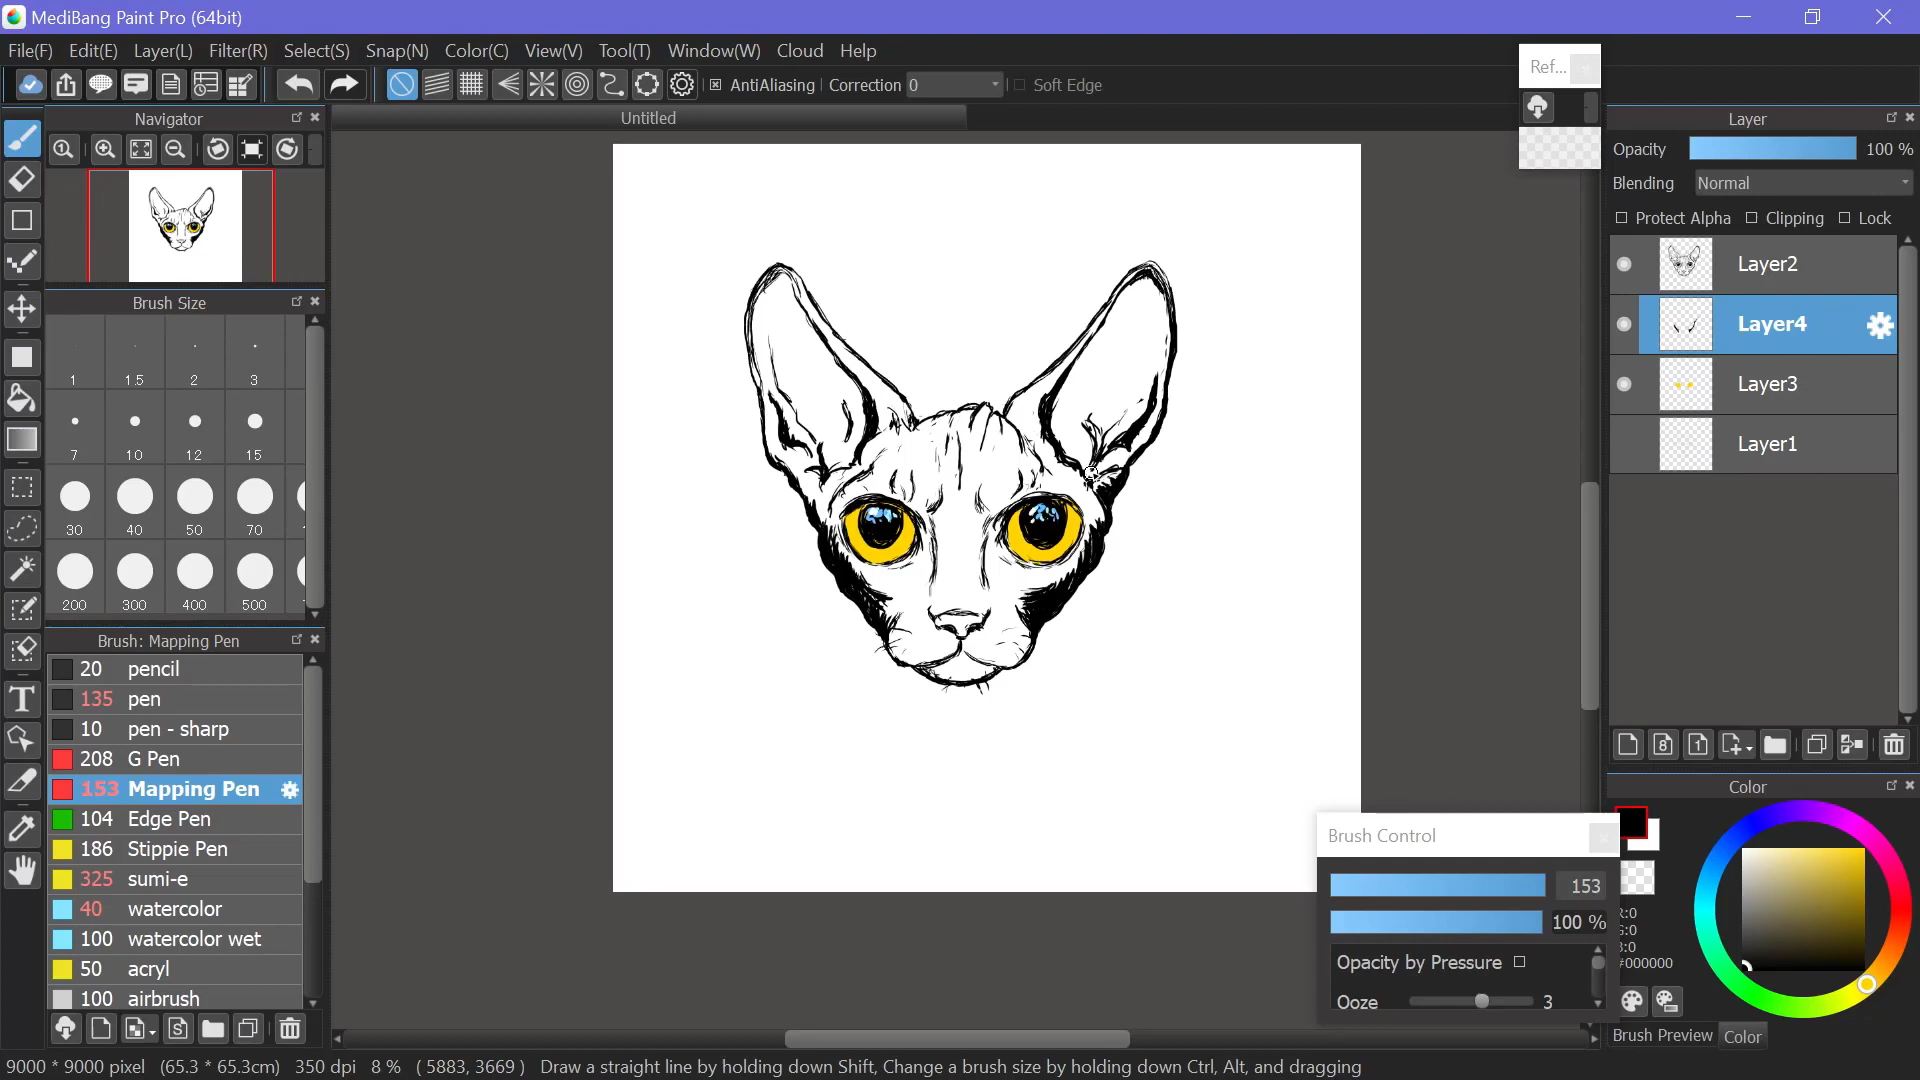 MediBang Paint Pro (64bit)
File(F) Edit(E) Layer(L) Filter(R) Select(S) Snap(N) Color(C) View(V) Tool(T) Window(W) Cloud Help
AntiAliasing Correction 0 Soft Edge
Ref...
Navigator
Untitled
Layer
Opacity 100 %
Blending Normal
Protect Alpha Clipping Lock
Layer2
Layer4
Layer3
Layer1
Brush Size
1 1.5 2 3
7 10 12 15
30 40 50 70
200 300 400 500
Brush: Mapping Pen
20 pencil
135 pen
10 pen - sharp
208 G Pen
153 Mapping Pen
104 Edge Pen
186 Stippie Pen
325 sumi-e
40 watercolor
100 watercolor wet
50 acryl
100 airbrush
Color
Brush Control
153
100 %
Opacity by Pressure
Ooze 3
:0
:0
:0
#000000
Brush Preview Color
9000 * 9000 pixel (65.3 * 65.3cm) 350 dpi 8 % ( 5883, 3669 ) Draw a straight line by holding down Shift, Change a brush size by holding down Ctrl, Alt, and dragging